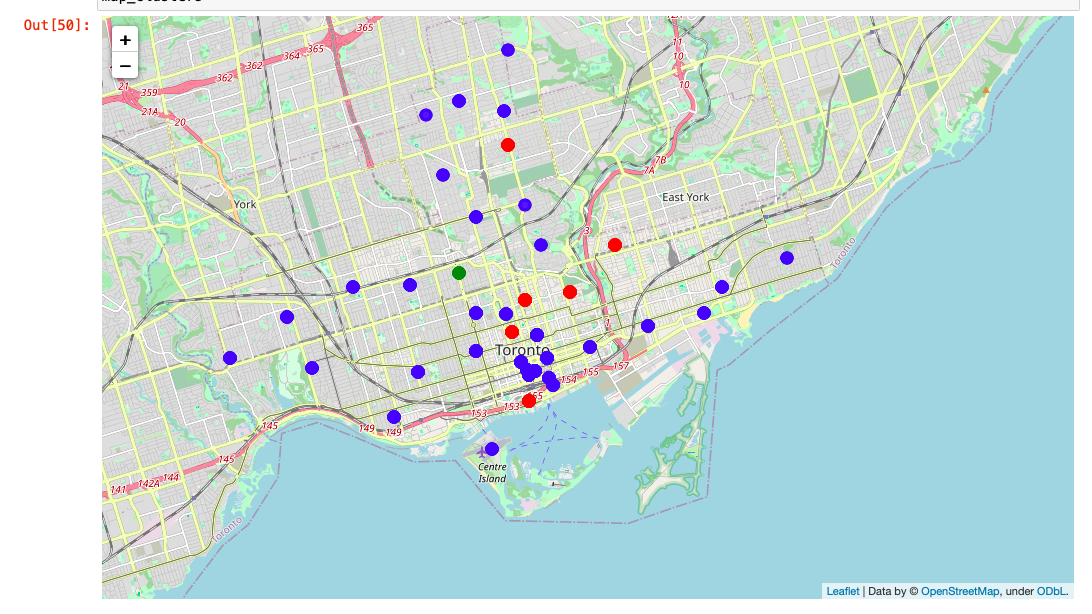 Out[50]:
+
−
365
365
364
362
362
359
21
21A
20
11
10
10
7B
7A
York
East York
3
Toronto
1
Toronto
157
155
154
155
153
153
149
149
145
145
144
142A
141
Centre
Island
Toronto
Leaflet | Data by © OpenStreetMap, under ODbL.